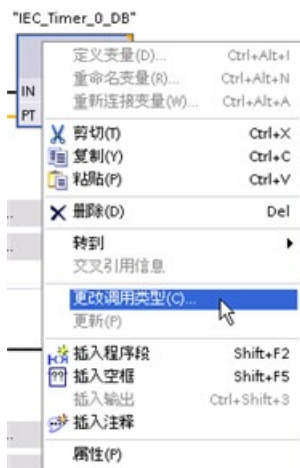 "IEC_Timer_0_DB"
IN
PT
定义变量(D)... Ctrl+Alt+I
重命名变量(R)... Ctrl+Alt+N
重新连接变量(W)... Ctrl+Alt+A
剪切(T) Ctrl+X
复制(Y) Ctrl+C
粘贴(P) Ctrl+V
删除(D) Del
转到
交叉引用信息
更改调用类型(C)...
更新(P)
插入程序段 Shift+F2
插入空框 Shift+F5
插入输出 Ctrl+Shift+3
插入注释
属性(P)